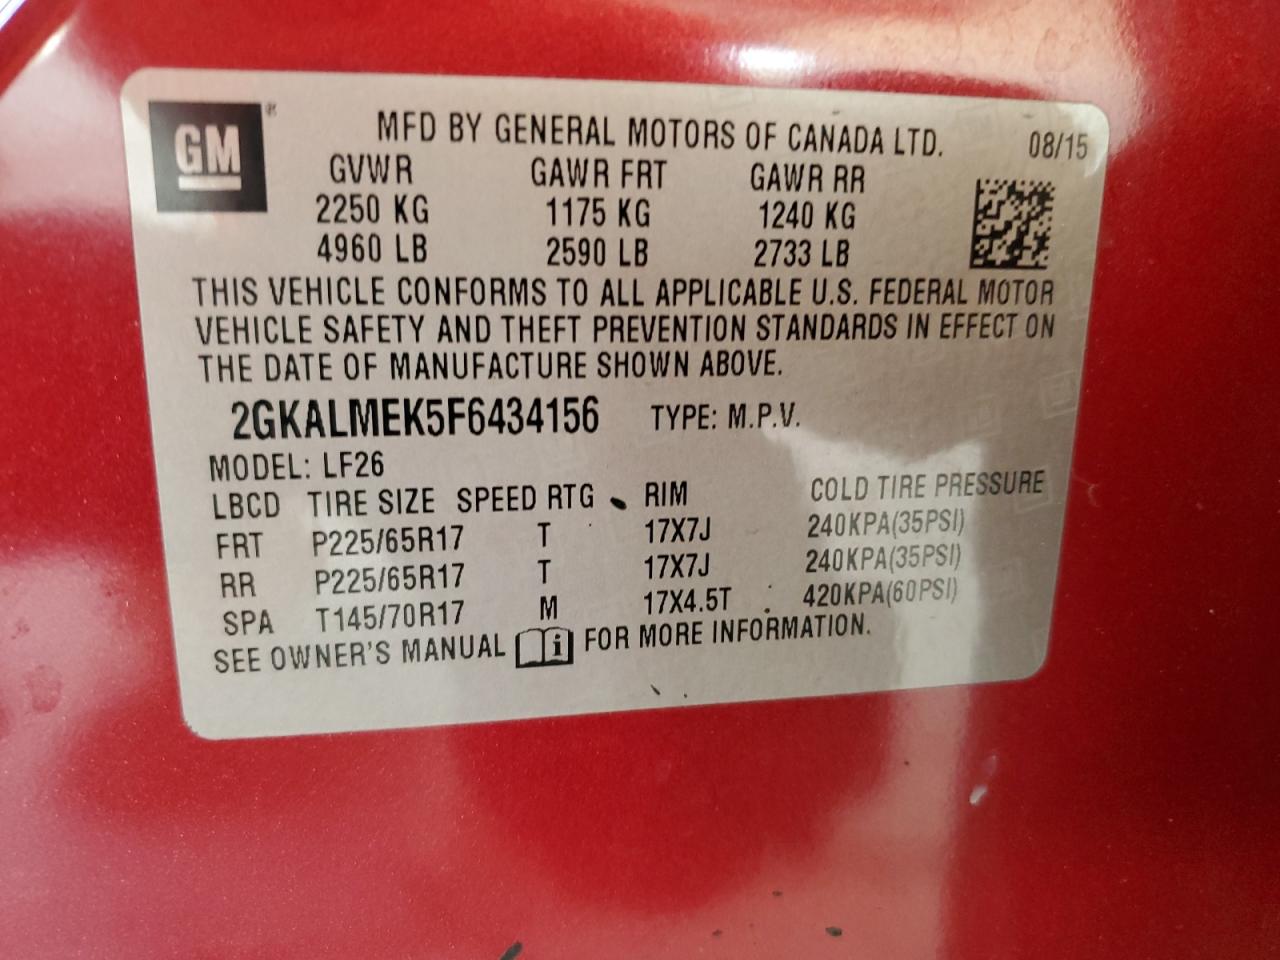 GM ®
MFD BY GENERAL MOTORS OF CANADA LTD. 08/15
GVWR GAWR FRT GAWR RR
2250 KG 1175 KG 1240 KG
4960 LB 2590 LB 2733 LB
THIS VEHICLE CONFORMS TO ALL APPLICABLE U.S. FEDERAL MOTOR
VEHICLE SAFETY AND THEFT PREVENTION STANDARDS IN EFFECT ON
THE DATE OF MANUFACTURE SHOWN ABOVE.
2GKALMEK5F6434156 TYPE: M.P.V.
MODEL: LF26
LBCD TIRE SIZE SPEED RTG RIM COLD TIRE PRESSURE
FRT P225/65R17 T 17X7J 240KPA(35PSI)
RR P225/65R17 T 17X7J 240KPA(35PSI)
SPA T145/70R17 M 17X4.5T 420KPA(60PSI)
SEE OWNER'S MANUAL i FOR MORE INFORMATION.